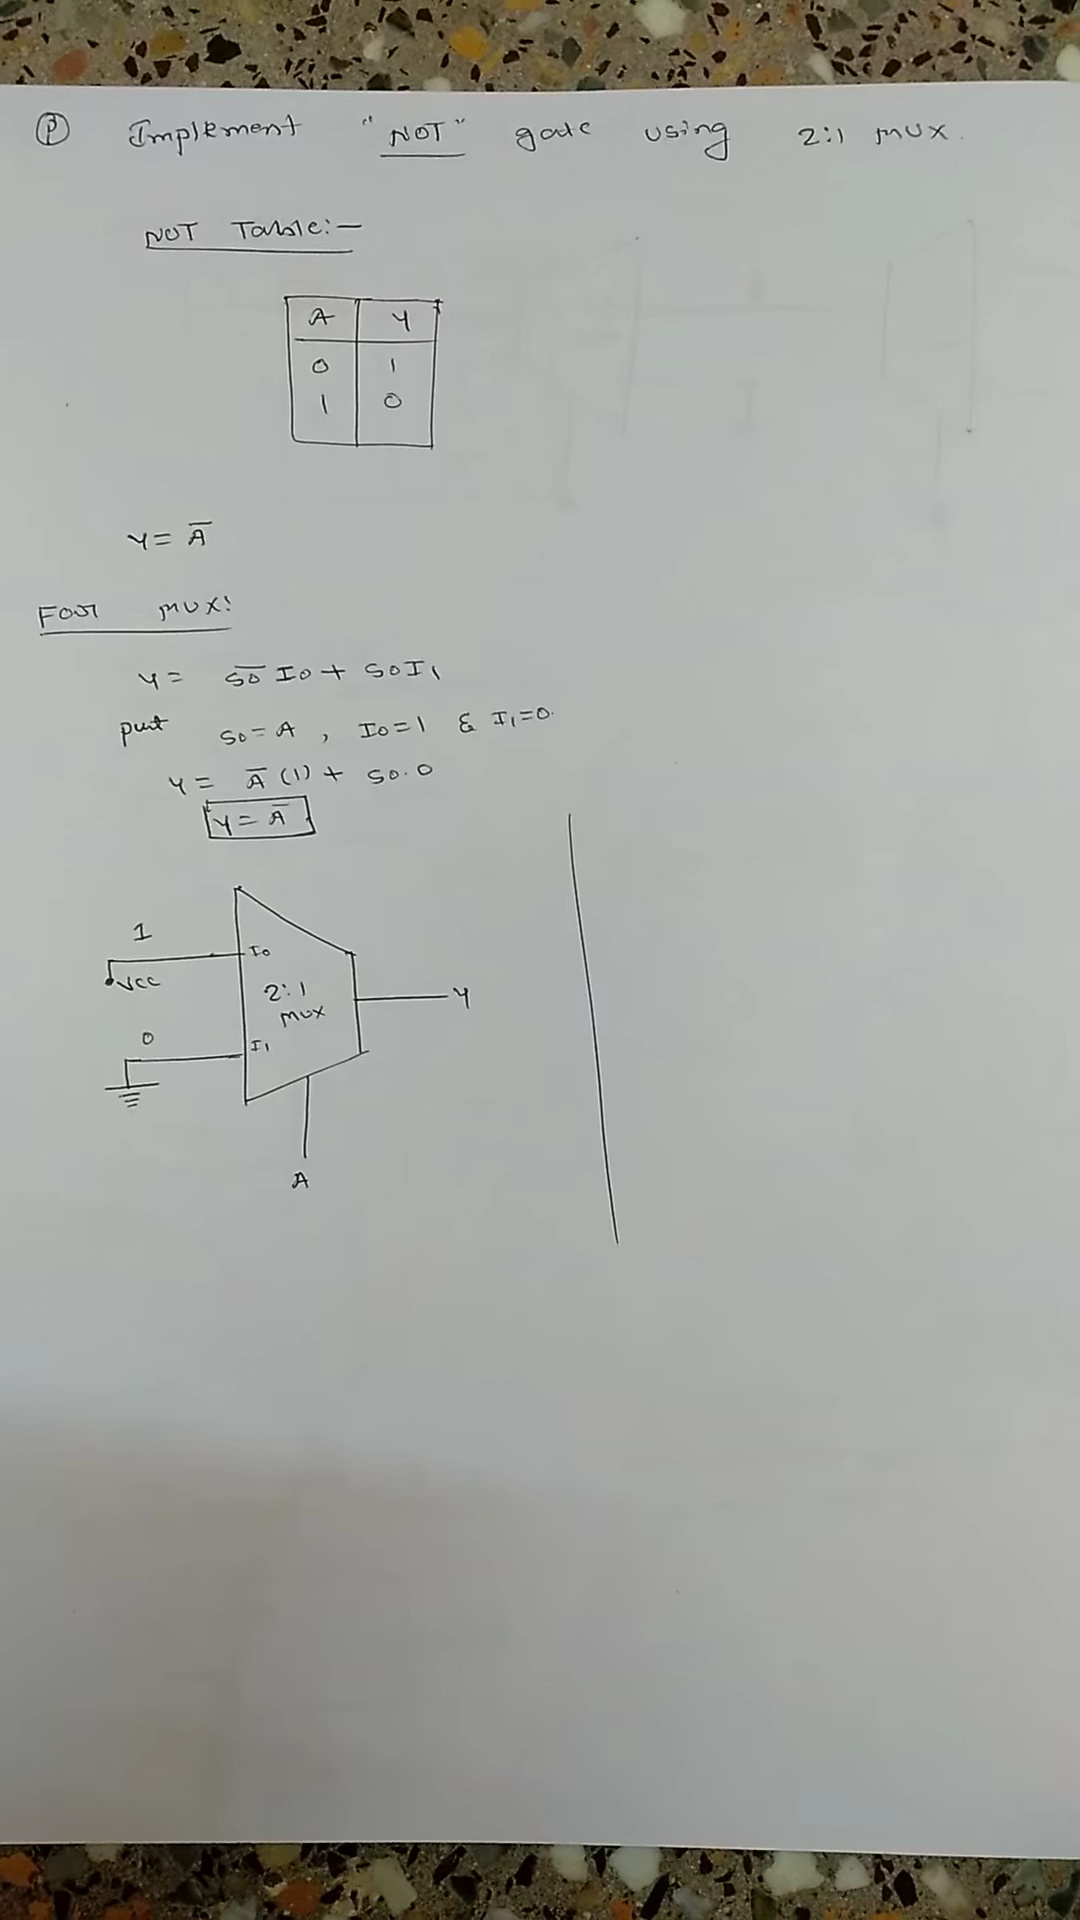 P Implement "NOT" gate using 2:1 MUX.
NOT Table:-
A Y
0 1
1 0
Y = A̅
For MUX:
Y = S̅0̅ I0 + S0 I1
put S0 = A , I0 = 1 & I1 = 0.
Y = A̅ (1) + S0.0
Y = A̅
1
I0
VCC
2:1
MUX
Y
0
I1
A